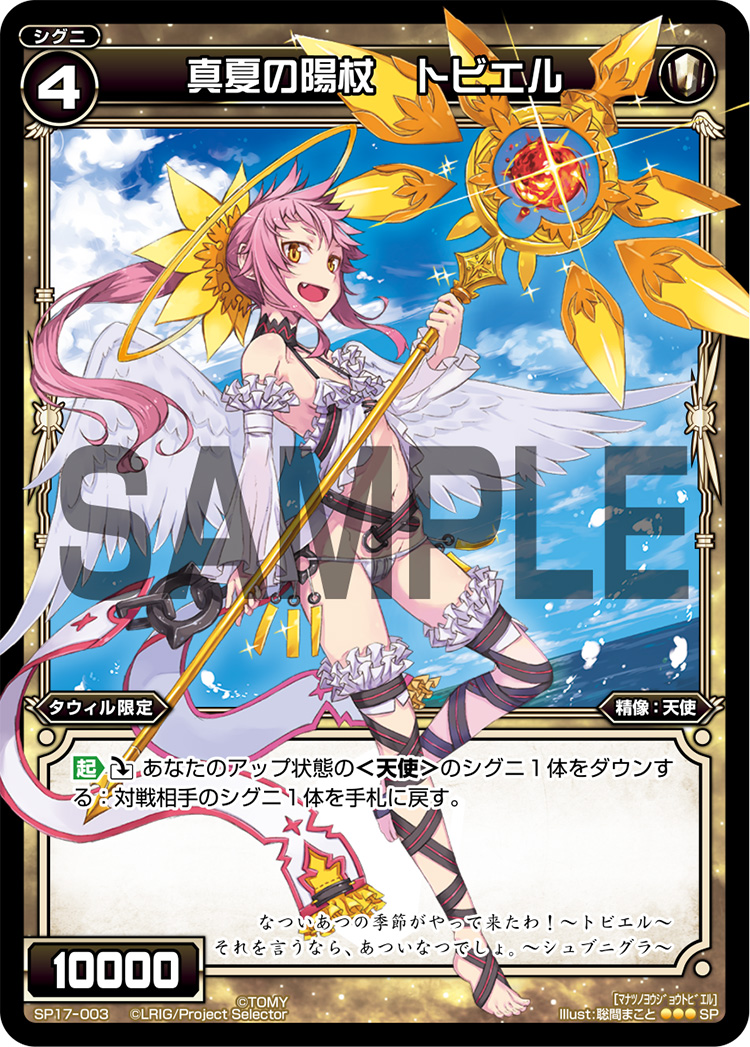 シグニ
4
真夏の陽杖 トビエル
SAMPLE
タウィル限定
精像：天使
起 あなたのアップ状態の＜天使＞のシグニ１体をダウンす
る：対戦相手のシグニ１体を手札に戻す。
なついあつの季節がやって来たわ！～トビエル～
それを言うなら、あついなつでしょ。～シュブニグラ～
10000
[マナツノヨウジョウトビエル]
SP17-003 ©TOMY ©LRIG/Project Selector
Illust:聡間まこと SP